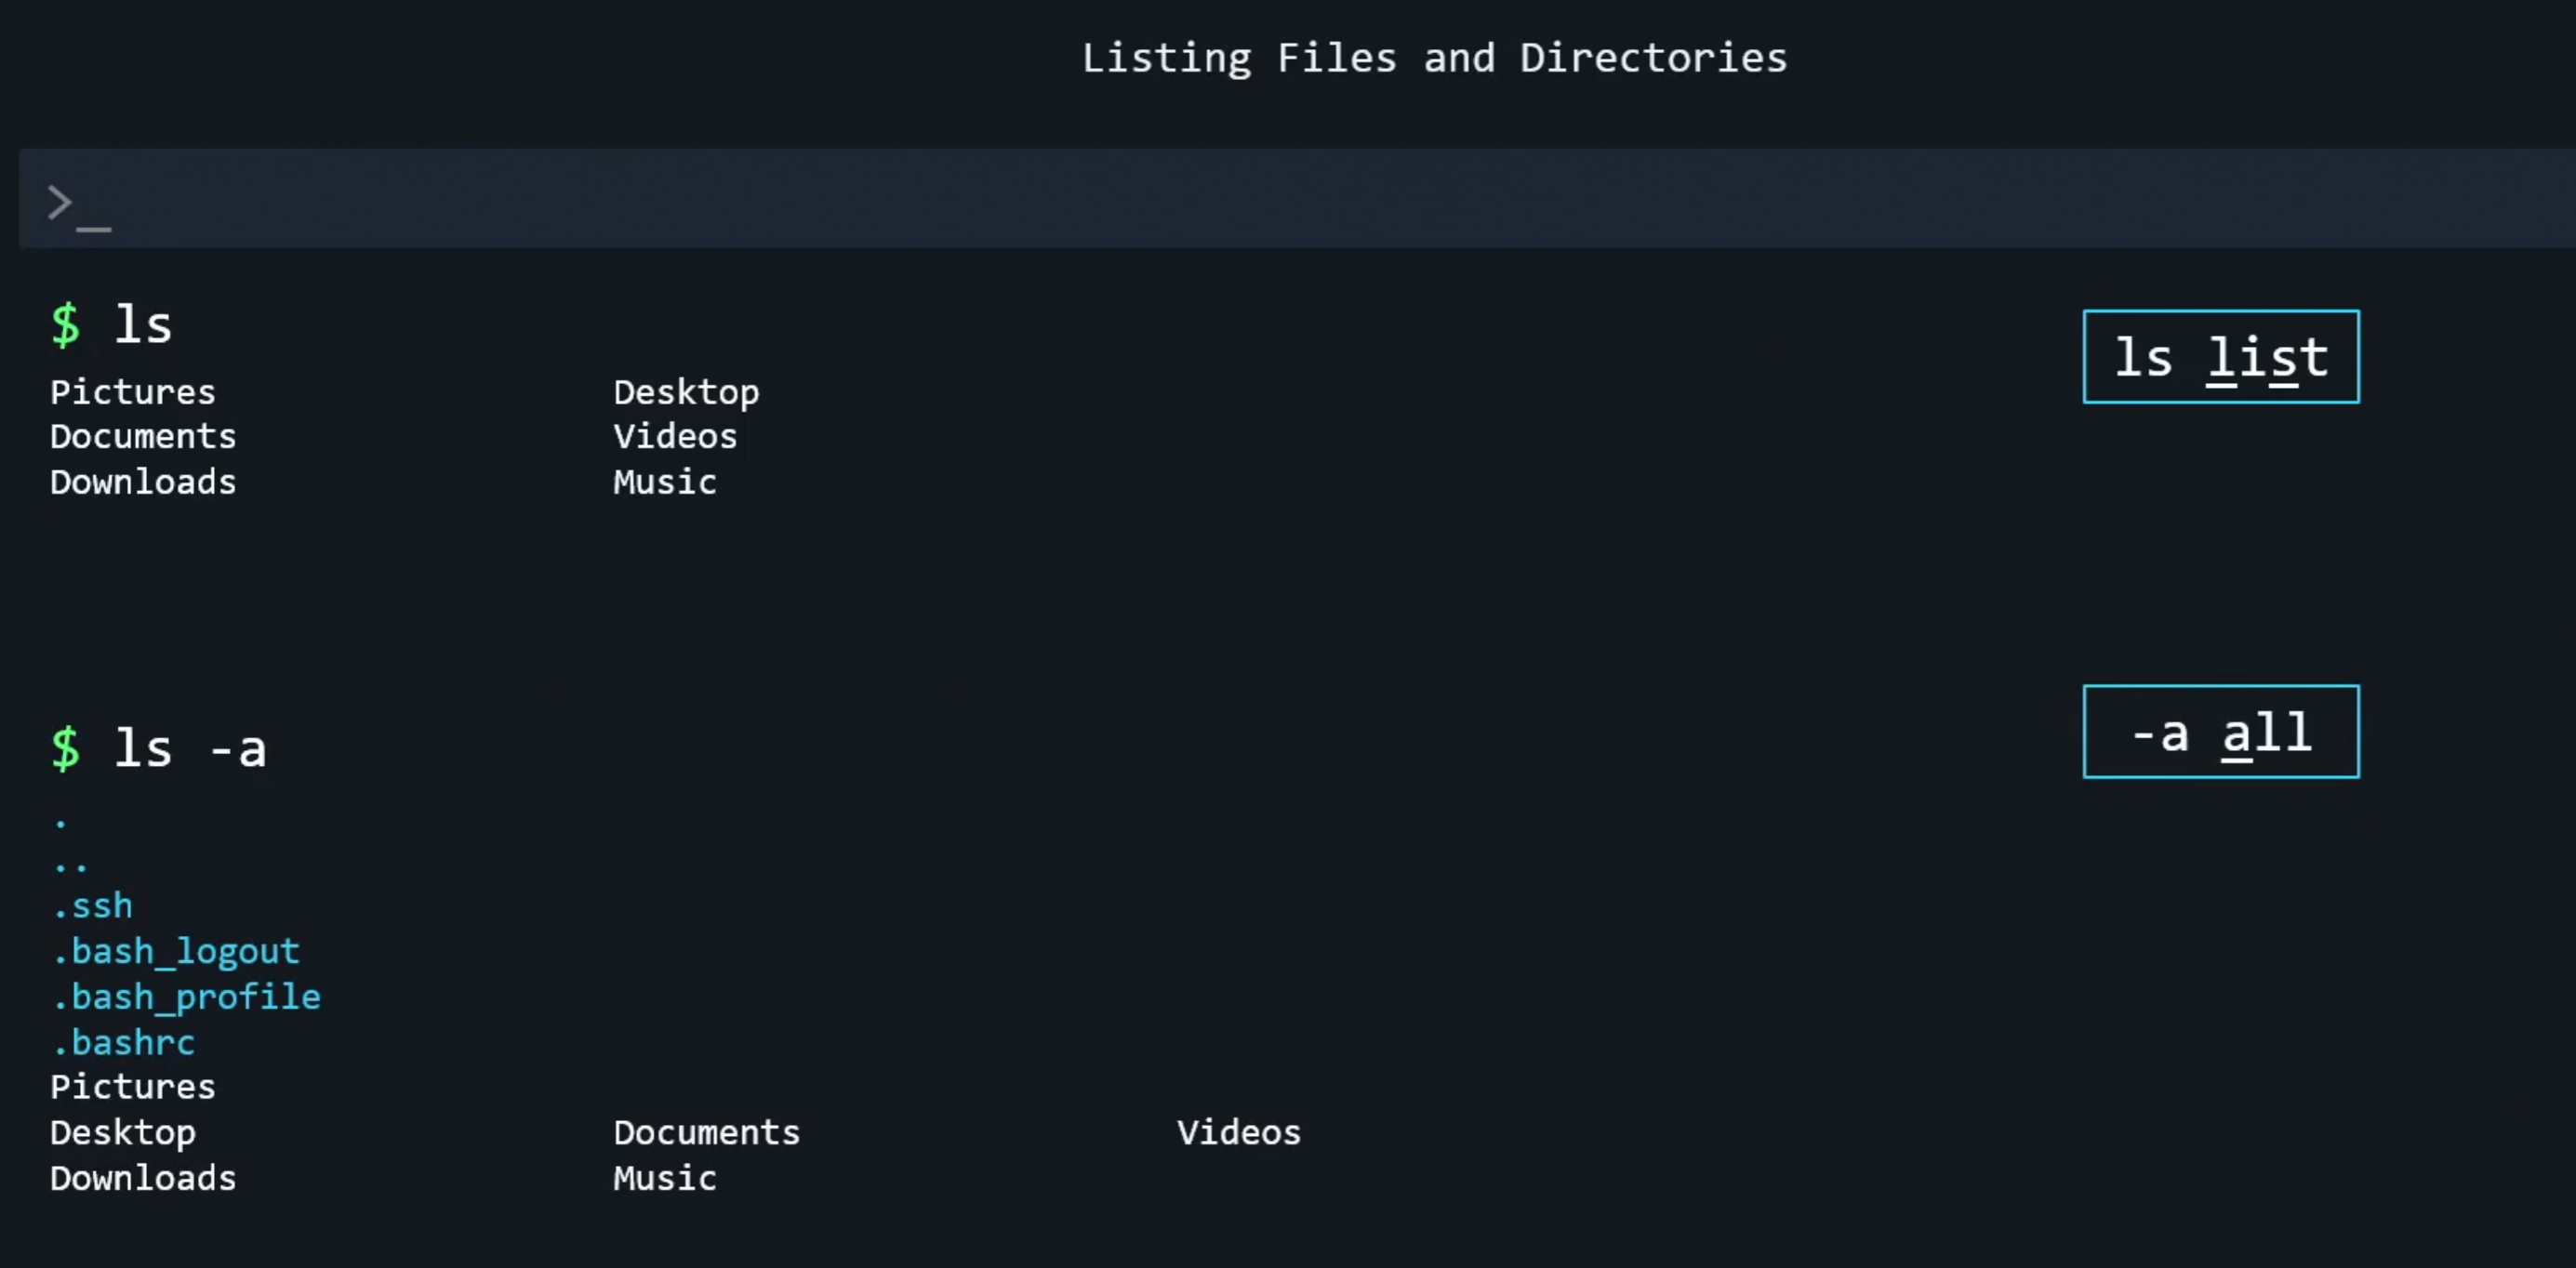 Listing Files and Directories
>_
$ ls
ls list
Pictures Desktop
Documents Videos
Downloads Music
$ ls -a
-a all
.
..
.ssh
.bash_logout
.bash_profile
.bashrc
Pictures
Desktop Documents Videos
Downloads Music